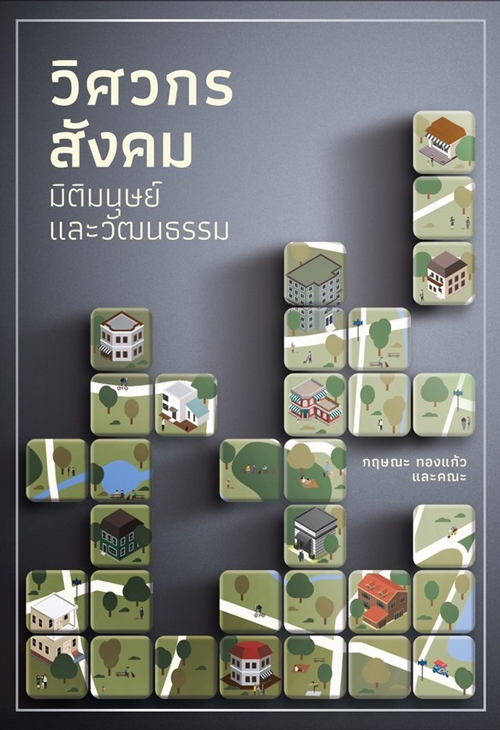 วิศวกร
สังคม
มิติมนุษย์
และวัฒนธรรม
กฤษณะ ทองแก้ว
และคณะ